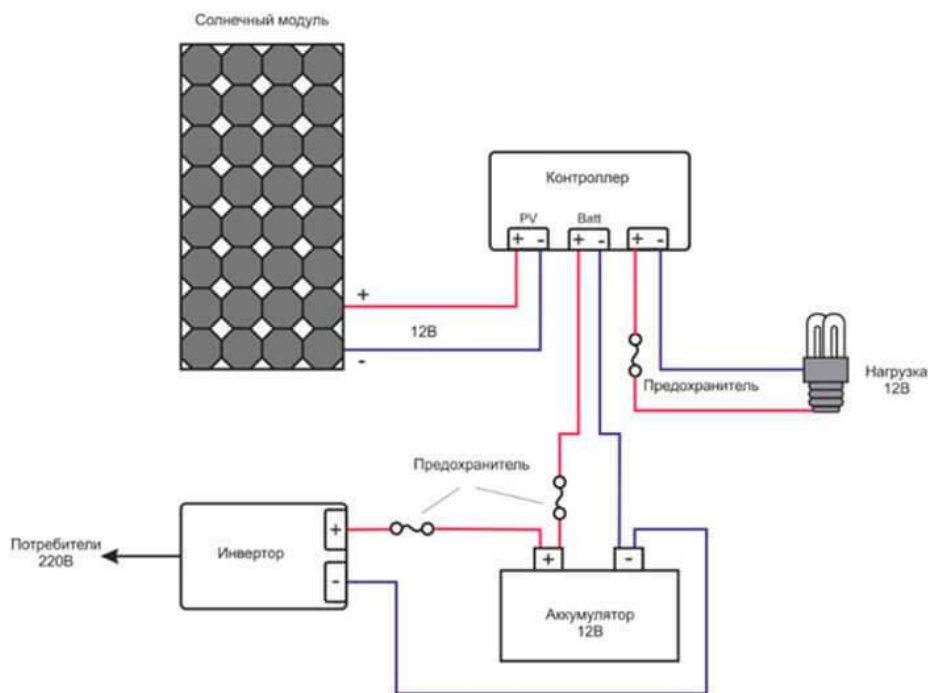 Солнечный модуль
Контроллер
PV
Batt
+ -
+ -
+ -
+
12В
-
Предохранитель
Нагрузка
12В
Предохранитель
Потребители
220В
Инвертор
+
-
+
-
Аккумулятор
12В